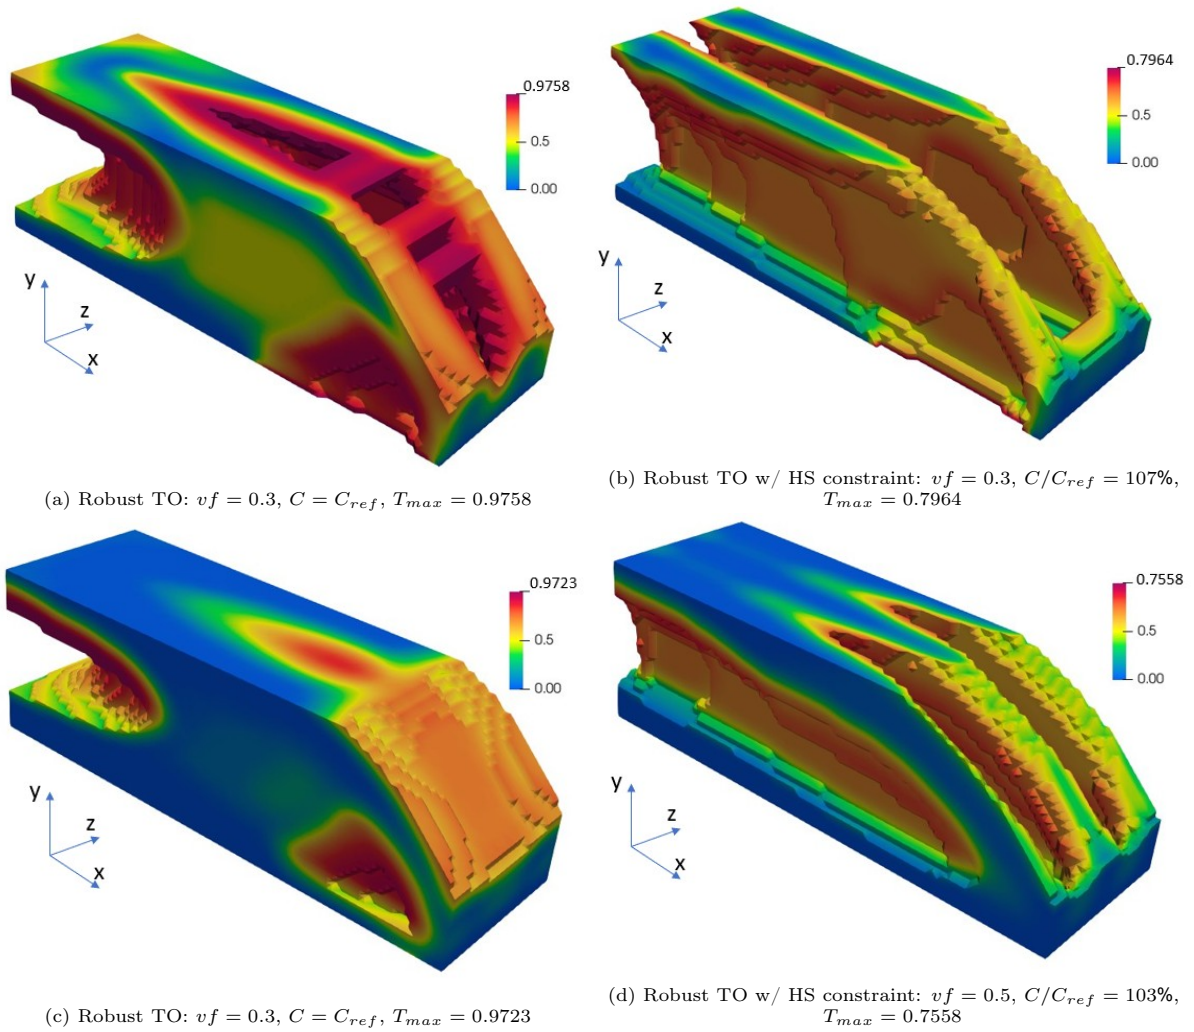 0.9758
0.5
0.00
y
z
x
(a) Robust TO: vf = 0.3, C = C_ref, T_max = 0.9758
0.7964
0.5
0.00
y
z
x
(b) Robust TO w/ HS constraint: vf = 0.3, C/C_ref = 107%,
T_max = 0.7964
0.9723
0.5
0.00
y
z
x
(c) Robust TO: vf = 0.3, C = C_ref, T_max = 0.9723
0.7558
0.5
0.00
y
z
x
(d) Robust TO w/ HS constraint: vf = 0.5, C/C_ref = 103%,
T_max = 0.7558